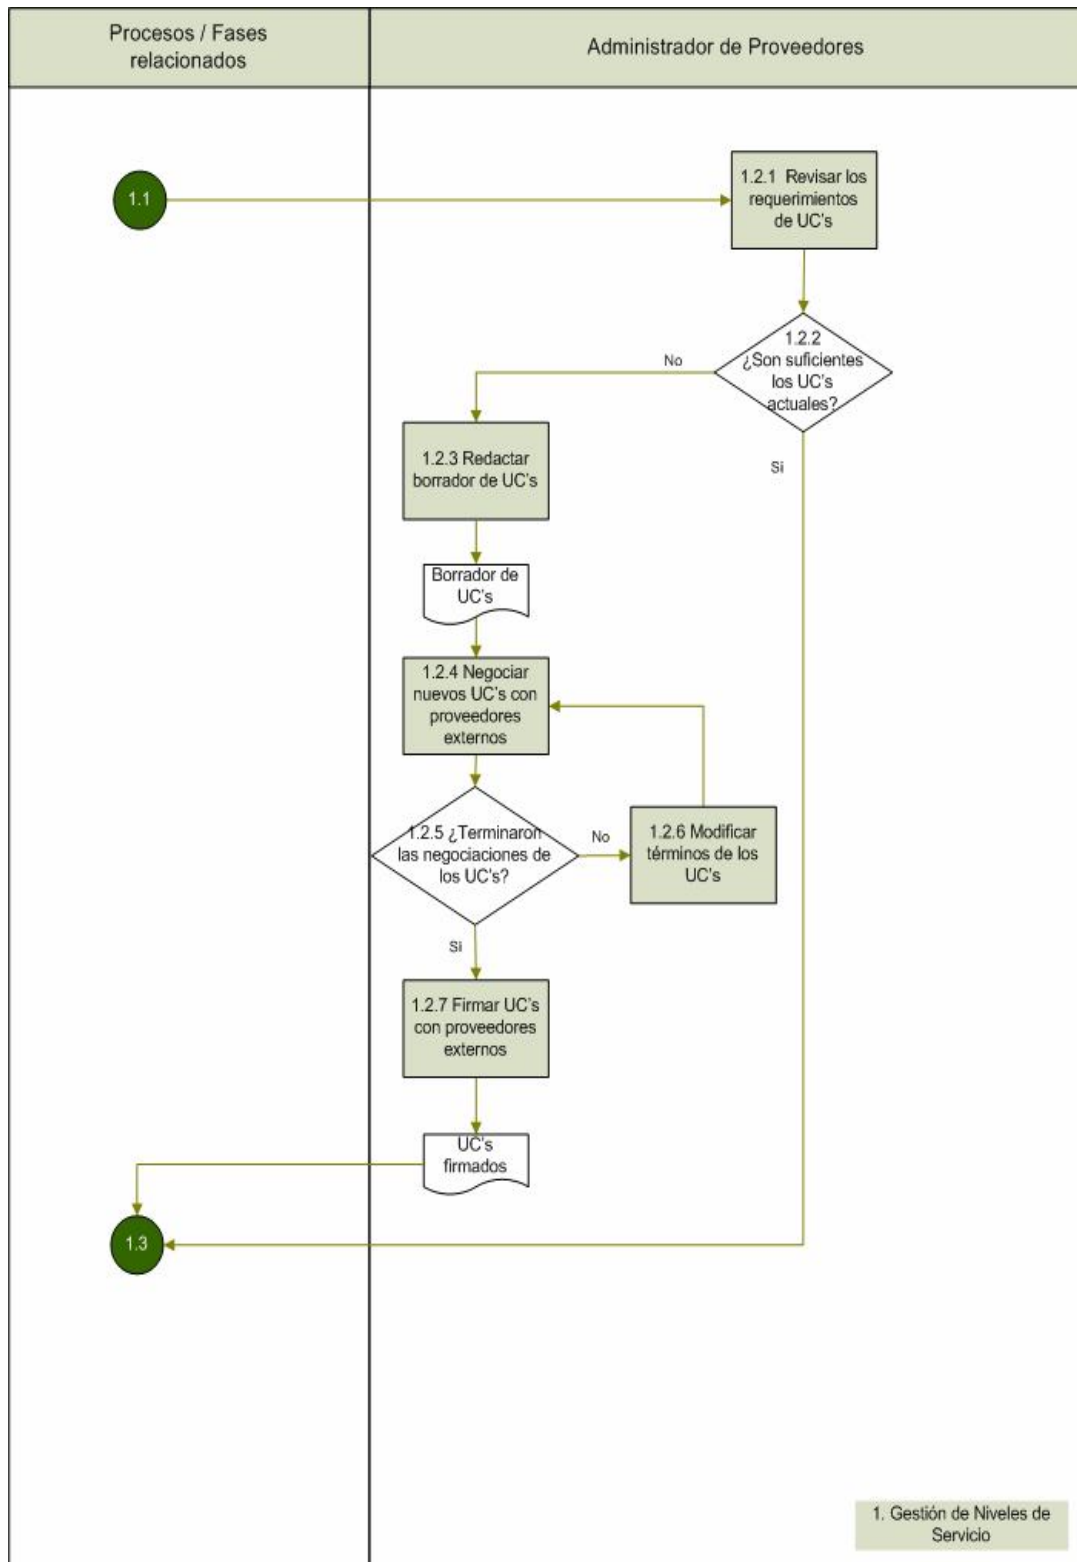 Procesos / Fases
relacionados
Administrador de Proveedores
1.1
1.2.1 Revisar los
requerimientos
de UC's
1.2.2
¿Son suficientes
los UC's
actuales?
No
Si
1.2.3 Redactar
borrador de UC's
Borrador de
UC's
1.2.4 Negociar
nuevos UC's con
proveedores
externos
1.2.5 ¿Terminaron
las negociaciones de
los UC's?
No
1.2.6 Modificar
términos de los
UC's
Si
1.2.7 Firmar UC's
con proveedores
externos
UC's
firmados
1.3
1. Gestión de Niveles de
Servicio